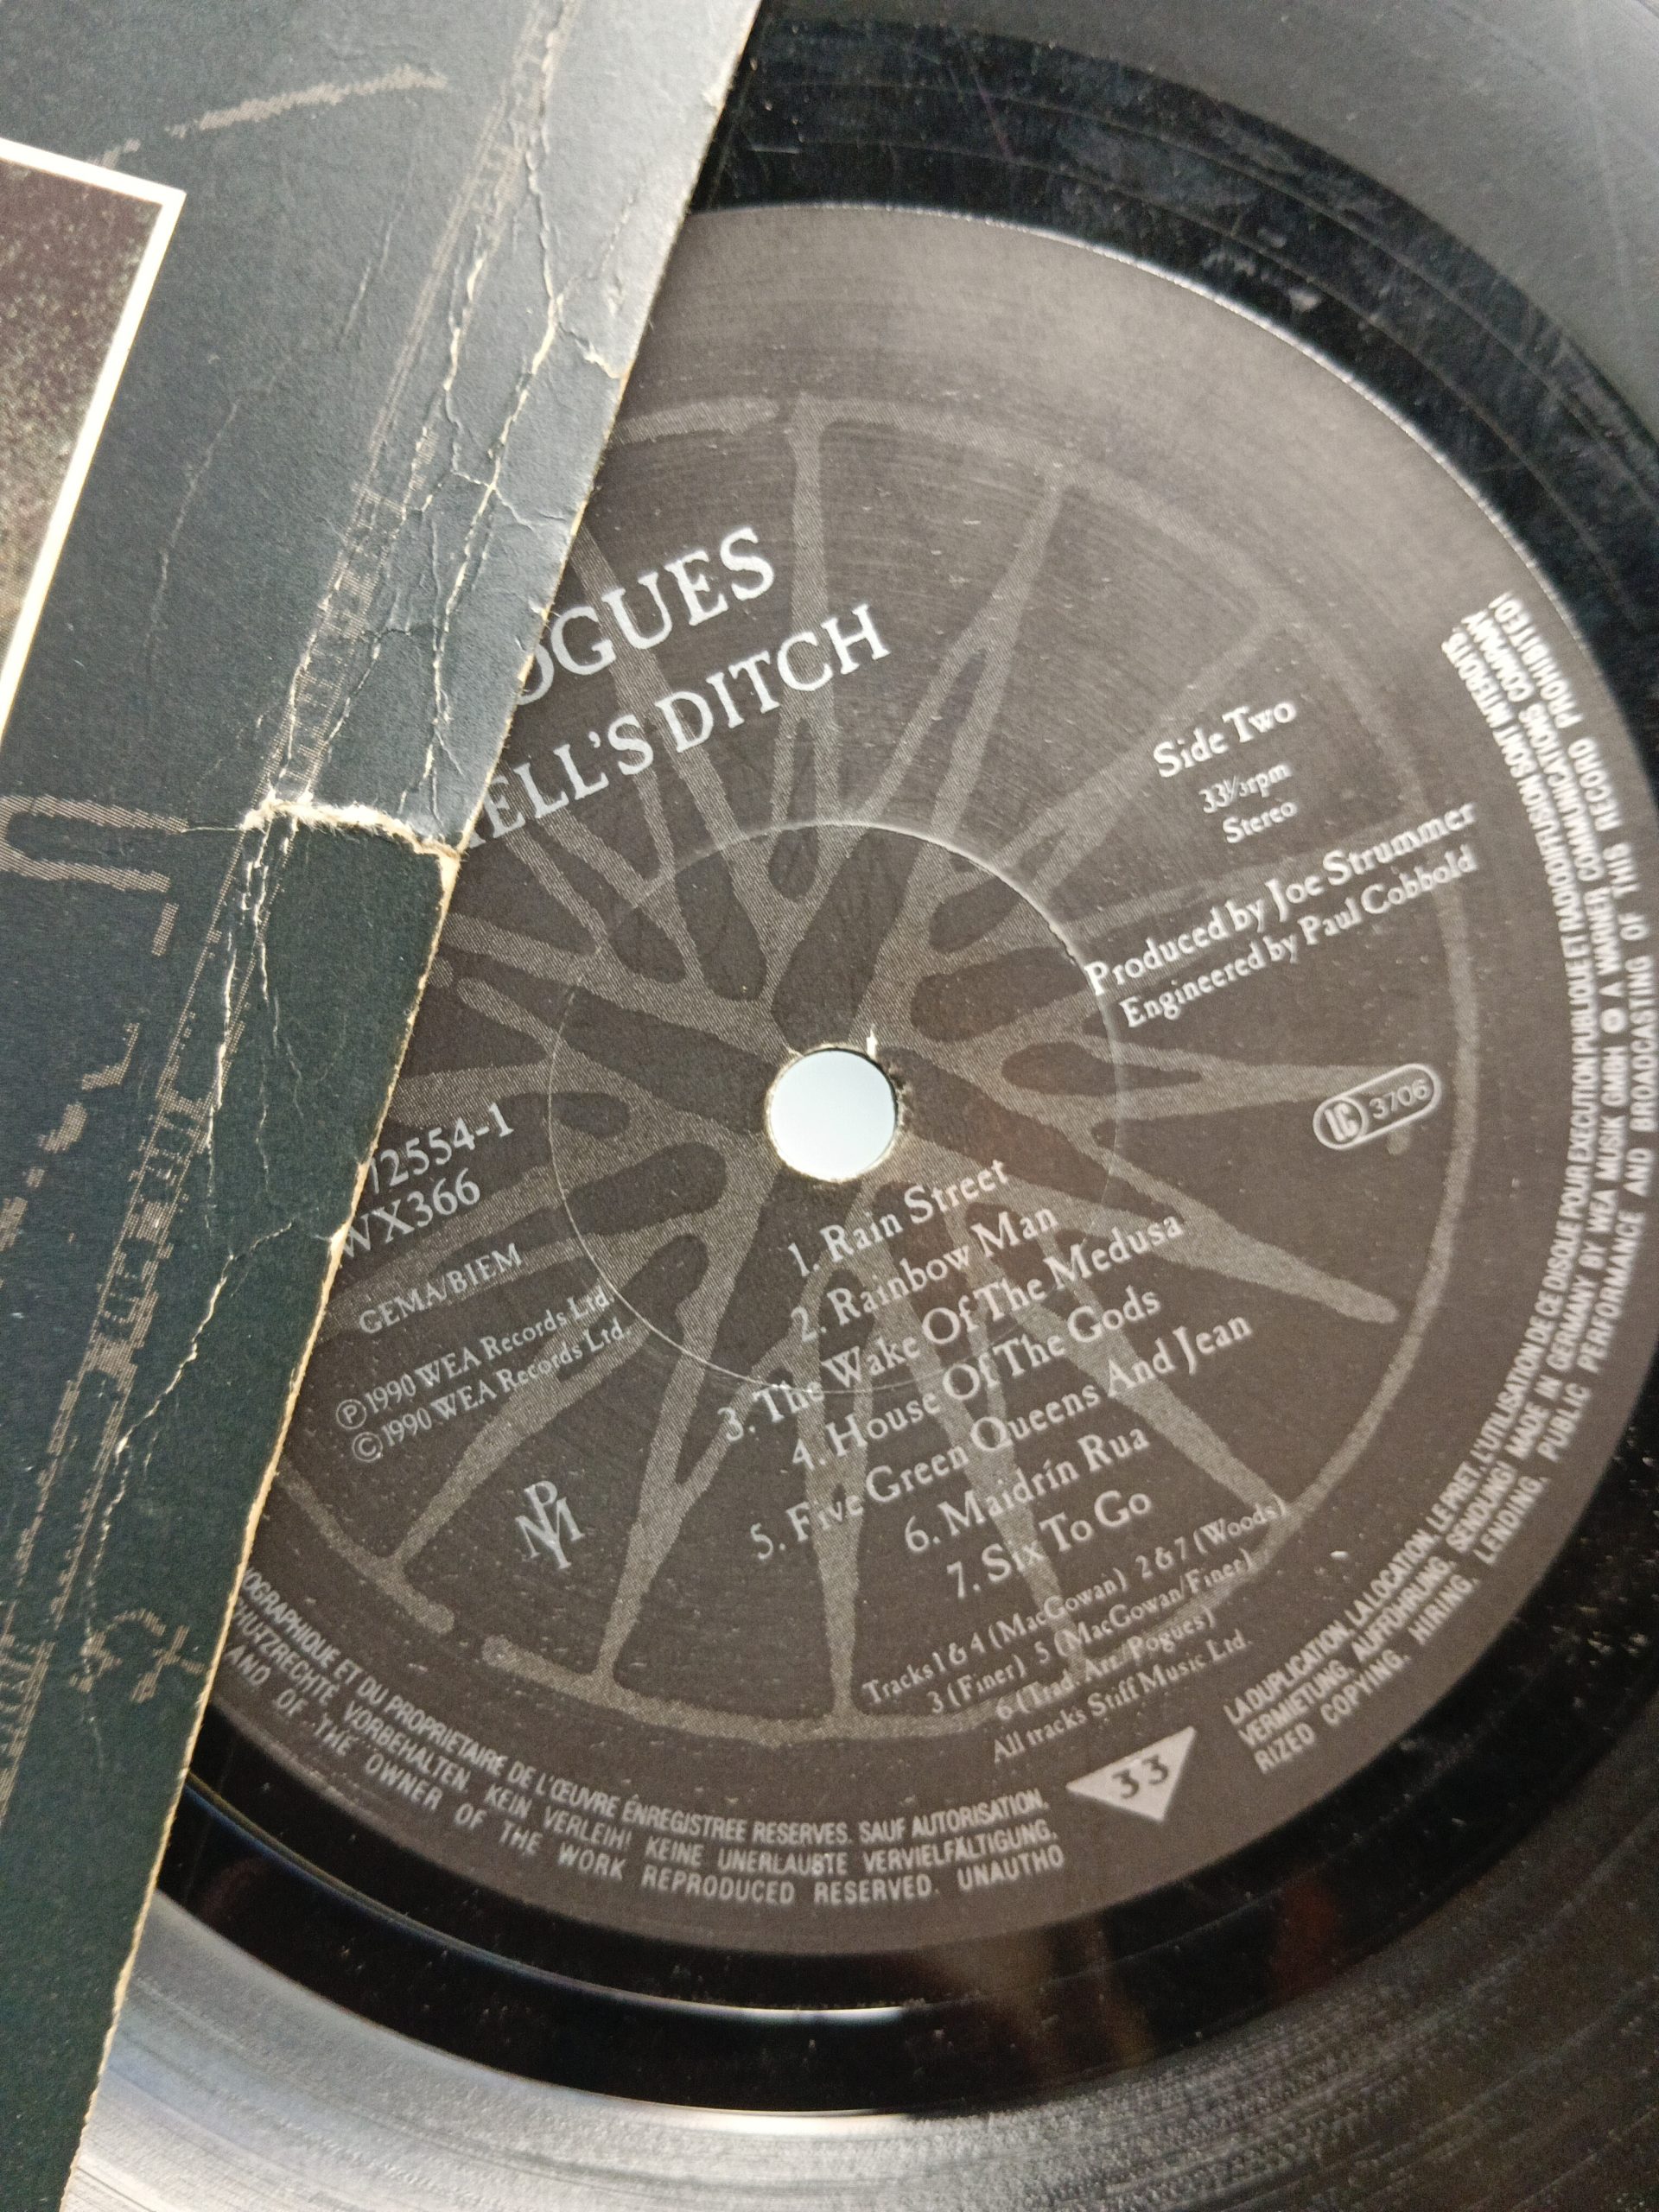 OGUES
HELL'S DITCH
Side Two
33⅓rpm
Stereo
Produced by Joe Strummer
Engineered by Paul Cobbold
LC 3706
72554-1
WX366
GEMA/BIEM
Ⓟ1990 WEA Records Ltd.
©1990 WEA Records Ltd.
PM
1. Rain Street
2. Rainbow Man
3. The Wake Of The Medusa
4. House Of The Gods
5. Five Green Queens And Jean
6. Maidrín Rua
7. Six To Go
Tracks 1 & 4 (MacGowan) 2 & 7 (Woods)
3 (Finer) 5 (MacGowan/Finer)
6 (Trad. Arr/Pogues)
All tracks Stiff Music Ltd.
33
OGRAPHIQUE ET DU PROPRIETAIRE DE L'ŒUVRE ENREGISTREE RESERVES. SAUF AUTORISATION,
HURZRECHTE VORBEHALTEN KEIN VERLEIH! KEINE UNERLAUBTE VERVIELFÄLTIGUNG,
AND OF THE OWNER OF THE WORK REPRODUCED RESERVED. UNAUTHO
LA DUPLICATION, LA LOCATION, LE PRET, L'UTILISATION DE CE DISQUE POUR EXECUTION PUBLIQUE ET RADIODIFFUSION SONT INTERDITS
VERMIETUNG, AUFFÜHRUNG, SENDUNG! MADE IN GERMANY BY WEA MUSIK GMBH A WARNER COMMUNICATIONS COMPANY
RIZED COPYING, HIRING, LENDING, PUBLIC PERFORMANCE AND BROADCASTING OF THIS RECORD PROHIBITED!